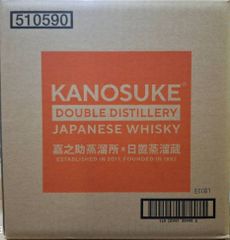 510590
KANOSUKE®
DOUBLE DISTILLERY
JAPANESE WHISKY
嘉之助蒸溜所×日置蒸溜蔵
ESTABLISHED IN 2017, FOUNDED IN 1883